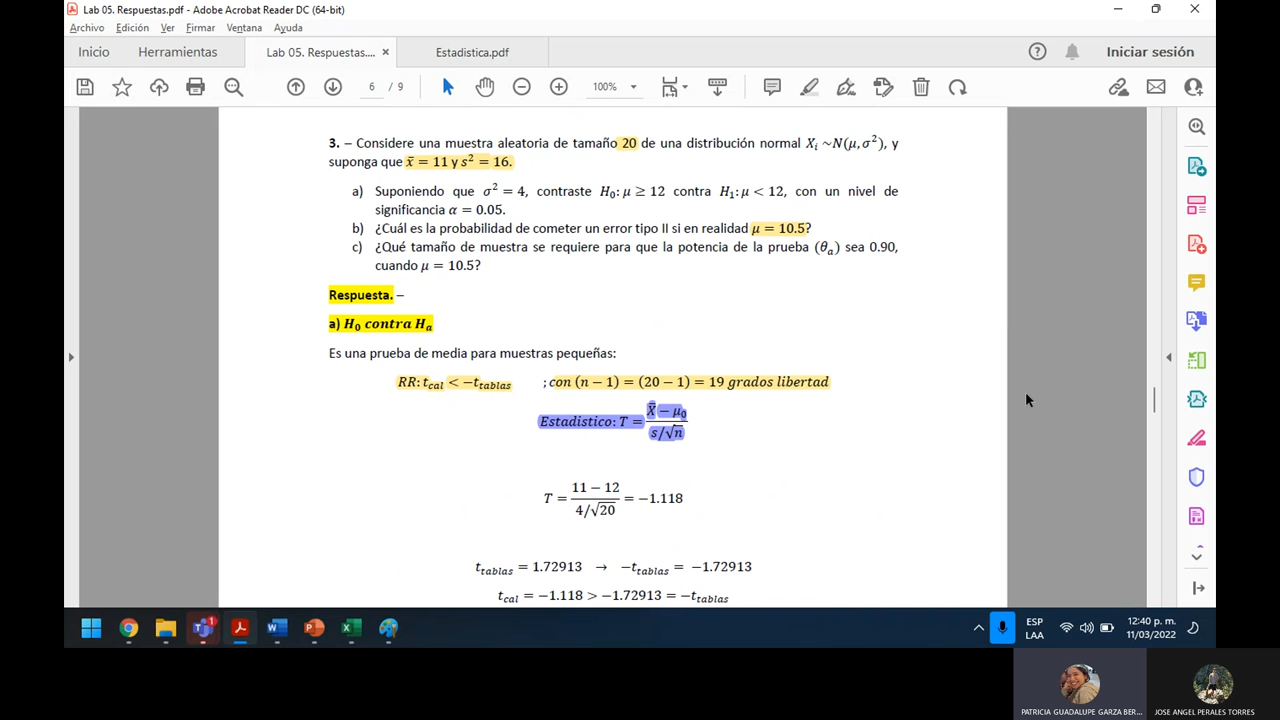 Lab 05. Respuestas.pdf - Adobe Acrobat Reader DC (64-bit)
Archivo Edición Ver Firmar Ventana Ayuda
Inicio Herramientas Lab 05. Respuestas.... × Estadistica.pdf Iniciar sesión
6 / 9 100%
3. – Considere una muestra aleatoria de tamaño 20 de una distribución normal Xᵢ ~N(μ, σ²), y
suponga que x̄ = 11 y s² = 16.
a) Suponiendo que σ² = 4, contraste H₀: μ ≥ 12 contra H₁: μ < 12, con un nivel de
significancia α = 0.05.
b) ¿Cuál es la probabilidad de cometer un error tipo II si en realidad μ = 10.5?
c) ¿Qué tamaño de muestra se requiere para que la potencia de la prueba (θₐ) sea 0.90,
cuando μ = 10.5?
Respuesta. –
a) H₀ contra Hₐ
Es una prueba de media para muestras pequeñas:
RR: t_cal < −t_tablas ; con (n − 1) = (20 − 1) = 19 grados libertad
Estadistico: T = (X̄ − μ₀) / (s/√n)
T = (11 − 12) / (4/√20) = −1.118
t_tablas = 1.72913 → −t_tablas = −1.72913
t_cal = −1.118 > −1.72913 = −t_tablas
1
ESP
LAA
12:40 p. m.
11/03/2022
PATRICIA GUADALUPE GARZA BER... JOSE ANGEL PERALES TORRES